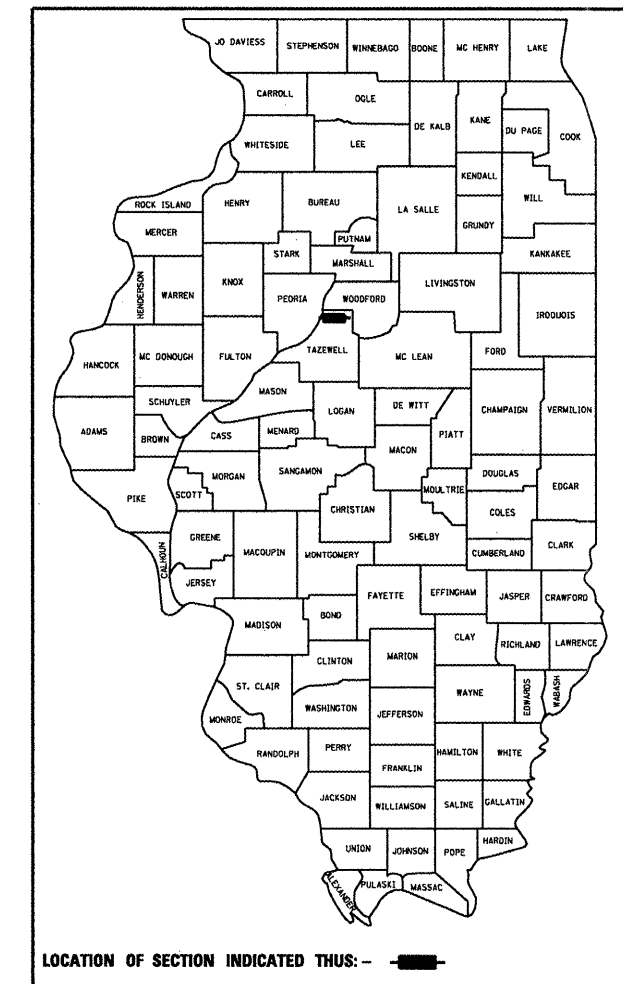 JO DAVIESS STEPHENSON WINNEBAGO BOONE MC HENRY LAKE
CARROLL OGLE DE KALB KANE DU PAGE COOK
WHITESIDE LEE
KENDALL
ROCK ISLAND HENRY BUREAU LA SALLE WILL
MERCER PUTNAM GRUNDY
STARK MARSHALL KANKAKEE
HENDERSON WARREN KNOX PEORIA WOODFORD LIVINGSTON IROQUOIS
HANCOCK MC DONOUGH FULTON TAZEWELL MC LEAN FORD
SCHUYLER MASON LOGAN DE WITT CHAMPAIGN VERMILION
ADAMS BROWN CASS MENARD PIATT
MACON
PIKE SCOTT MORGAN SANGAMON MOULTRIE DOUGLAS EDGAR
CHRISTIAN COLES
CALHOUN GREENE MACOUPIN MONTGOMERY SHELBY CUMBERLAND CLARK
JERSEY
FAYETTE EFFINGHAM JASPER CRAWFORD
MADISON BOND
CLAY RICHLAND LAWRENCE
CLINTON MARION
ST. CLAIR WAYNE EDWARDS WABASH
WASHINGTON JEFFERSON
MONROE
RANDOLPH PERRY HAMILTON WHITE
FRANKLIN
JACKSON WILLIAMSON SALINE GALLATIN
UNION JOHNSON POPE HARDIN
ALEXANDER PULASKI MASSAC
LOCATION OF SECTION INDICATED THUS: -